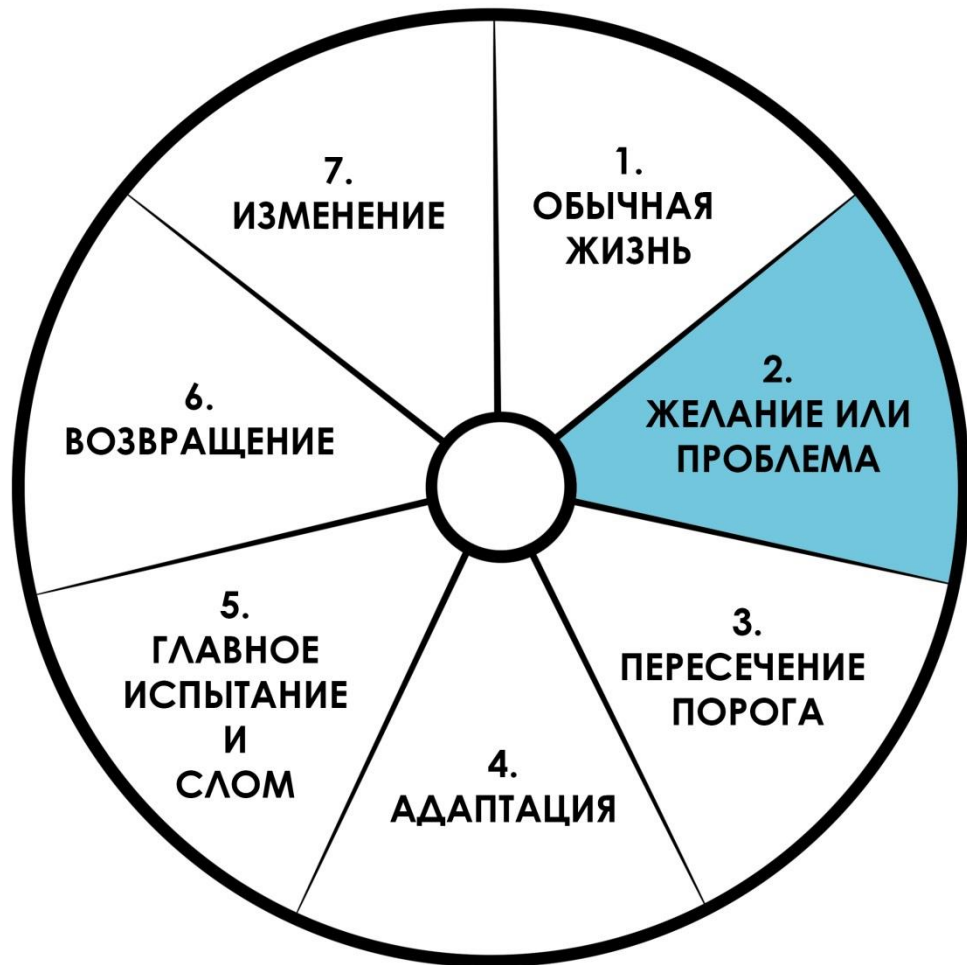 1.
ОБЫЧНАЯ
ЖИЗНЬ
2.
ЖЕЛАНИЕ ИЛИ
ПРОБЛЕМА
3.
ПЕРЕСЕЧЕНИЕ
ПОРОГА
4.
АДАПТАЦИЯ
5.
ГЛАВНОЕ
ИСПЫТАНИЕ
И
СЛОМ
6.
ВОЗВРАЩЕНИЕ
7.
ИЗМЕНЕНИЕ